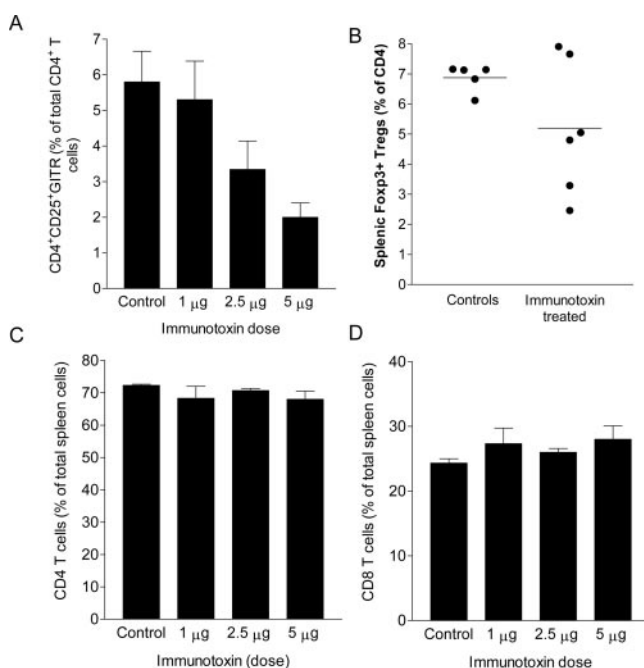 A
CD4⁺CD25⁺GITR (% of total CD4⁺ T
cells)
7
6
5
4
3
2
1
0
Control 1 μg 2.5 μg 5 μg
Immunotoxin dose
B
Splenic Foxp3+ Tregs (% of CD4)
8
7
6
5
4
3
2
1
0
Controls Immunotoxin
treated
C
CD4 T cells (% of total spleen cells)
80
70
60
50
40
30
20
10
0
Control 1 μg 2.5 μg 5 μg
Immunotoxin (dose)
D
CD8 T cells (% of total spleen cells)
40
30
20
10
0
Control 1 μg 2.5 μg 5 μg
Immunotoxin dose